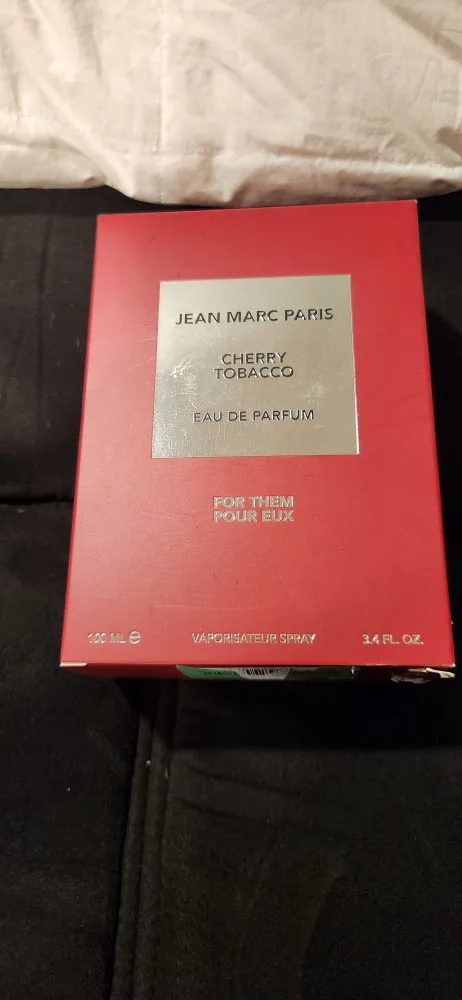 JEAN MARC PARIS
CHERRY
TOBACCO
EAU DE PARFUM
FOR THEM
POUR EUX
100 ML ℮ VAPORISATEUR SPRAY 3.4 FL. OZ.